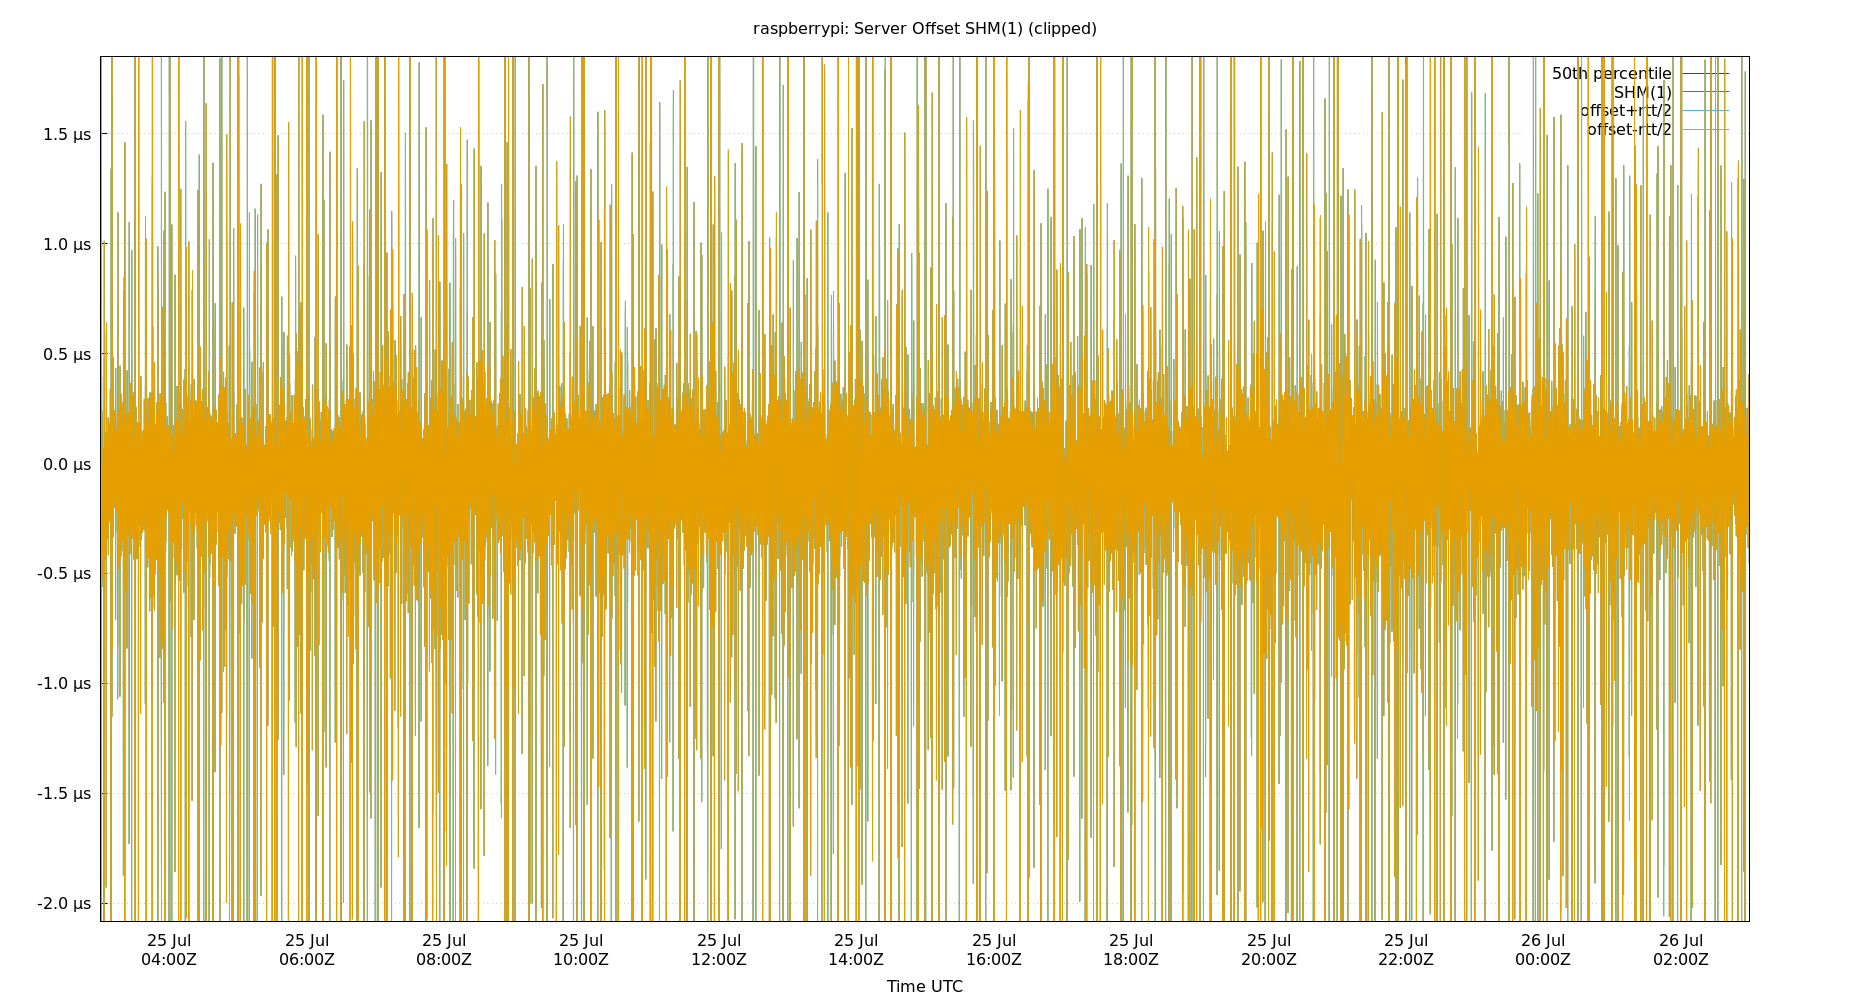 raspberrypi: Server Offset SHM(1) (clipped)
50th percentile
SHM(1)
offset+rtt/2
offset-rtt/2
1.5 µs
1.0 µs
0.5 µs
0.0 µs
-0.5 µs
-1.0 µs
-1.5 µs
-2.0 µs
25 Jul 25 Jul 25 Jul 25 Jul 25 Jul 25 Jul 25 Jul 25 Jul 25 Jul 25 Jul 26 Jul 26 Jul
04:00Z 06:00Z 08:00Z 10:00Z 12:00Z 14:00Z 16:00Z 18:00Z 20:00Z 22:00Z 00:00Z 02:00Z
Time UTC